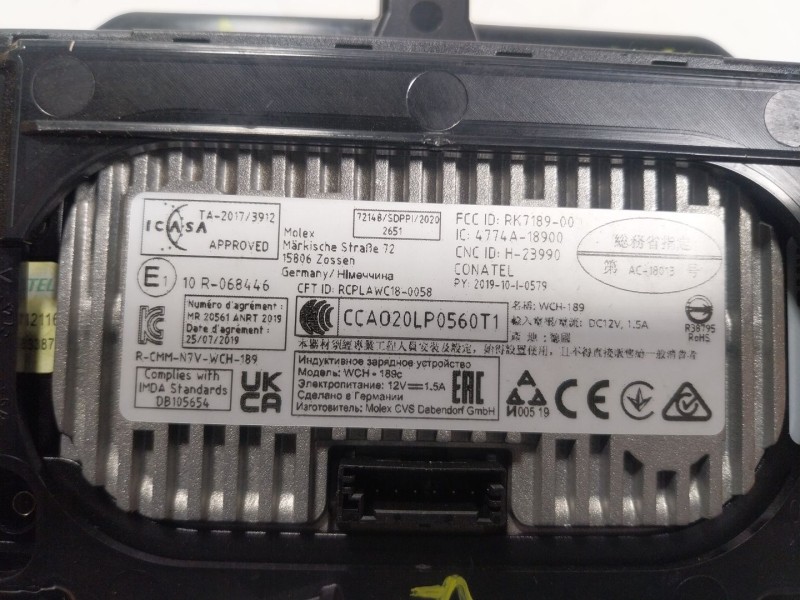 ICASA
TA-2017/3912
APPROVED
Molex
Märkische Straße 72
15806 Zossen
Germany/Німеччина
CFT ID: RCPLAWC18-0058
72148/SDPPI/2020
2651
FCC ID: RK7189-00
IC: 4774A-18900
CNC ID: H-23990
CONATEL
PY: 2019-10-I-0579
總務省指定
第 AC-18013 号
E1 10 R-068446
Numéro d'agrément:
MR 20561 ANRT 2019
Date d'agrément:
25/07/2019
R-CMM-N7V-WCH-189
CCAO20LP0560T1
名稱: WCH-189
輸入電壓/電流: DC12V, 1.5A
產 地: 德國
R38795
RoHS
Complies with
IMDA Standards
DB105654
UK
CA
Индуктивное зарядное устройство
Модель: WCH - 189c
Электропитание: 12V⎓1.5A
Сделано в Германии
Изготовитель: Molex CVS Dabendorf GmbH
EAC
И005 19
CE